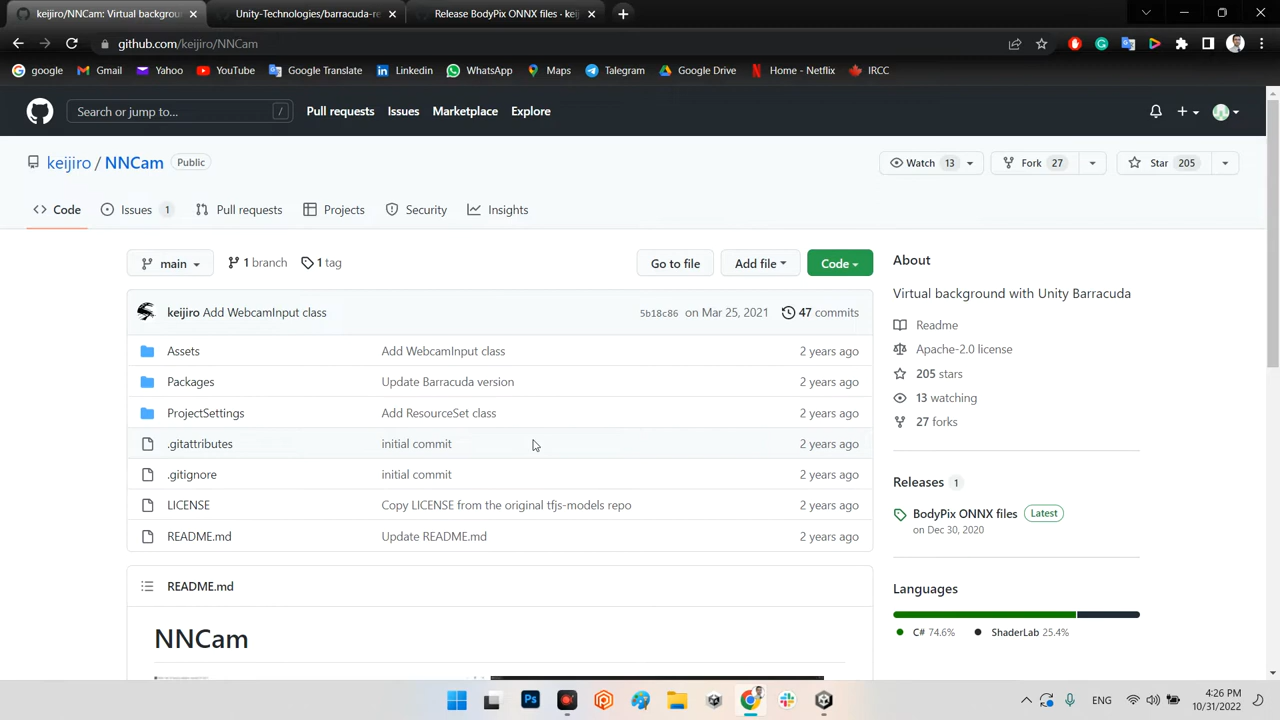 keijiro/NNCam: Virtual backgroun
Unity-Technologies/barracuda-re
Release BodyPix ONNX files · keij
github.com/keijiro/NNCam
google
Gmail
Yahoo
YouTube
Google Translate
Linkedin
WhatsApp
Maps
Telegram
Google Drive
Home - Netflix
IRCC
Search or jump to...
/
Pull requests
Issues
Marketplace
Explore
keijiro / NNCam
Public
Watch 13
Fork 27
Star 205
Code
Issues 1
Pull requests
Projects
Security
Insights
main
1 branch
1 tag
Go to file
Add file
Code
keijiro Add WebcamInput class
5b18c86 on Mar 25, 2021
47 commits
Assets Add WebcamInput class 2 years ago
Packages Update Barracuda version 2 years ago
ProjectSettings Add ResourceSet class 2 years ago
.gitattributes initial commit 2 years ago
.gitignore initial commit 2 years ago
LICENSE Copy LICENSE from the original tfjs-models repo 2 years ago
README.md Update README.md 2 years ago
README.md
NNCam
About
Virtual background with Unity Barracuda
Readme
Apache-2.0 license
205 stars
13 watching
27 forks
Releases 1
BodyPix ONNX files Latest
on Dec 30, 2020
Languages
C# 74.6%
ShaderLab 25.4%
Ps
ENG
4:26 PM
10/31/2022